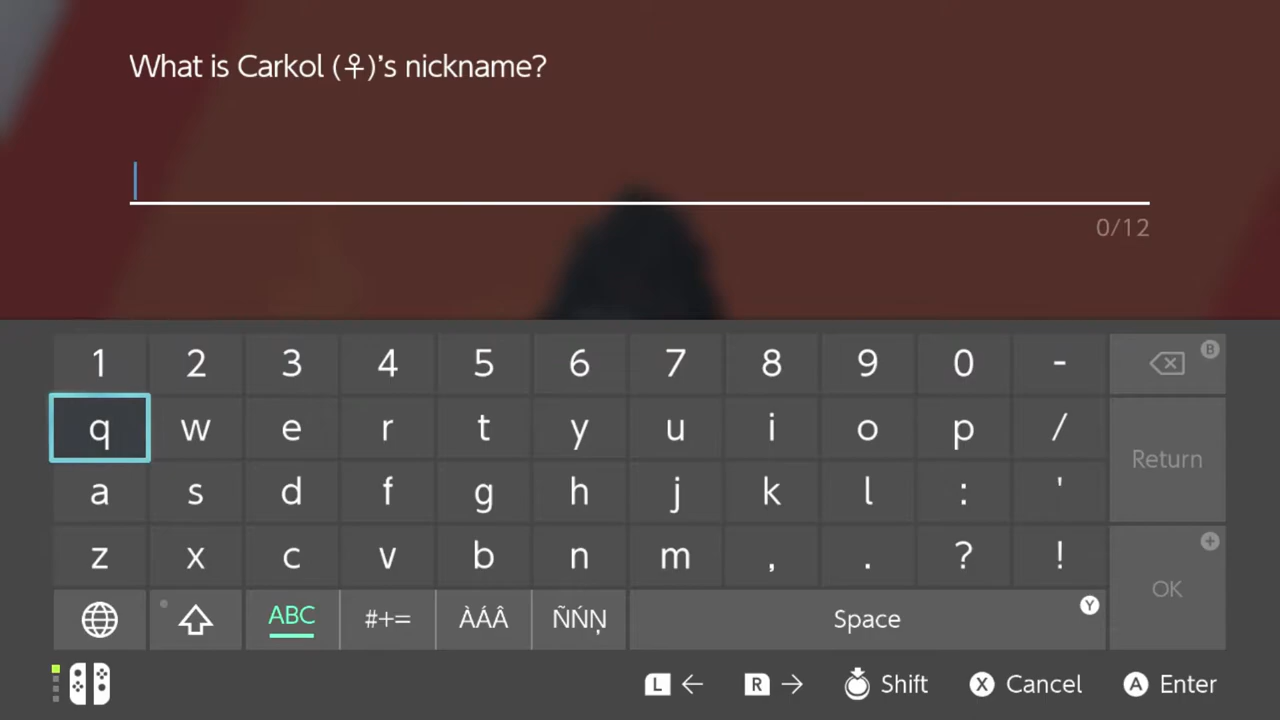 What is Carkol (♀)'s nickname?
0/12
1 2 3 4 5 6 7 8 9 0 -
q w e r t y u i o p /
Return
a s d f g h j k l : '
z x c v b n m , . ? !
OK
ABC #+= ÀÁÂ ÑŃŅ Space
L ← R → Shift X Cancel A Enter
B
+
Y